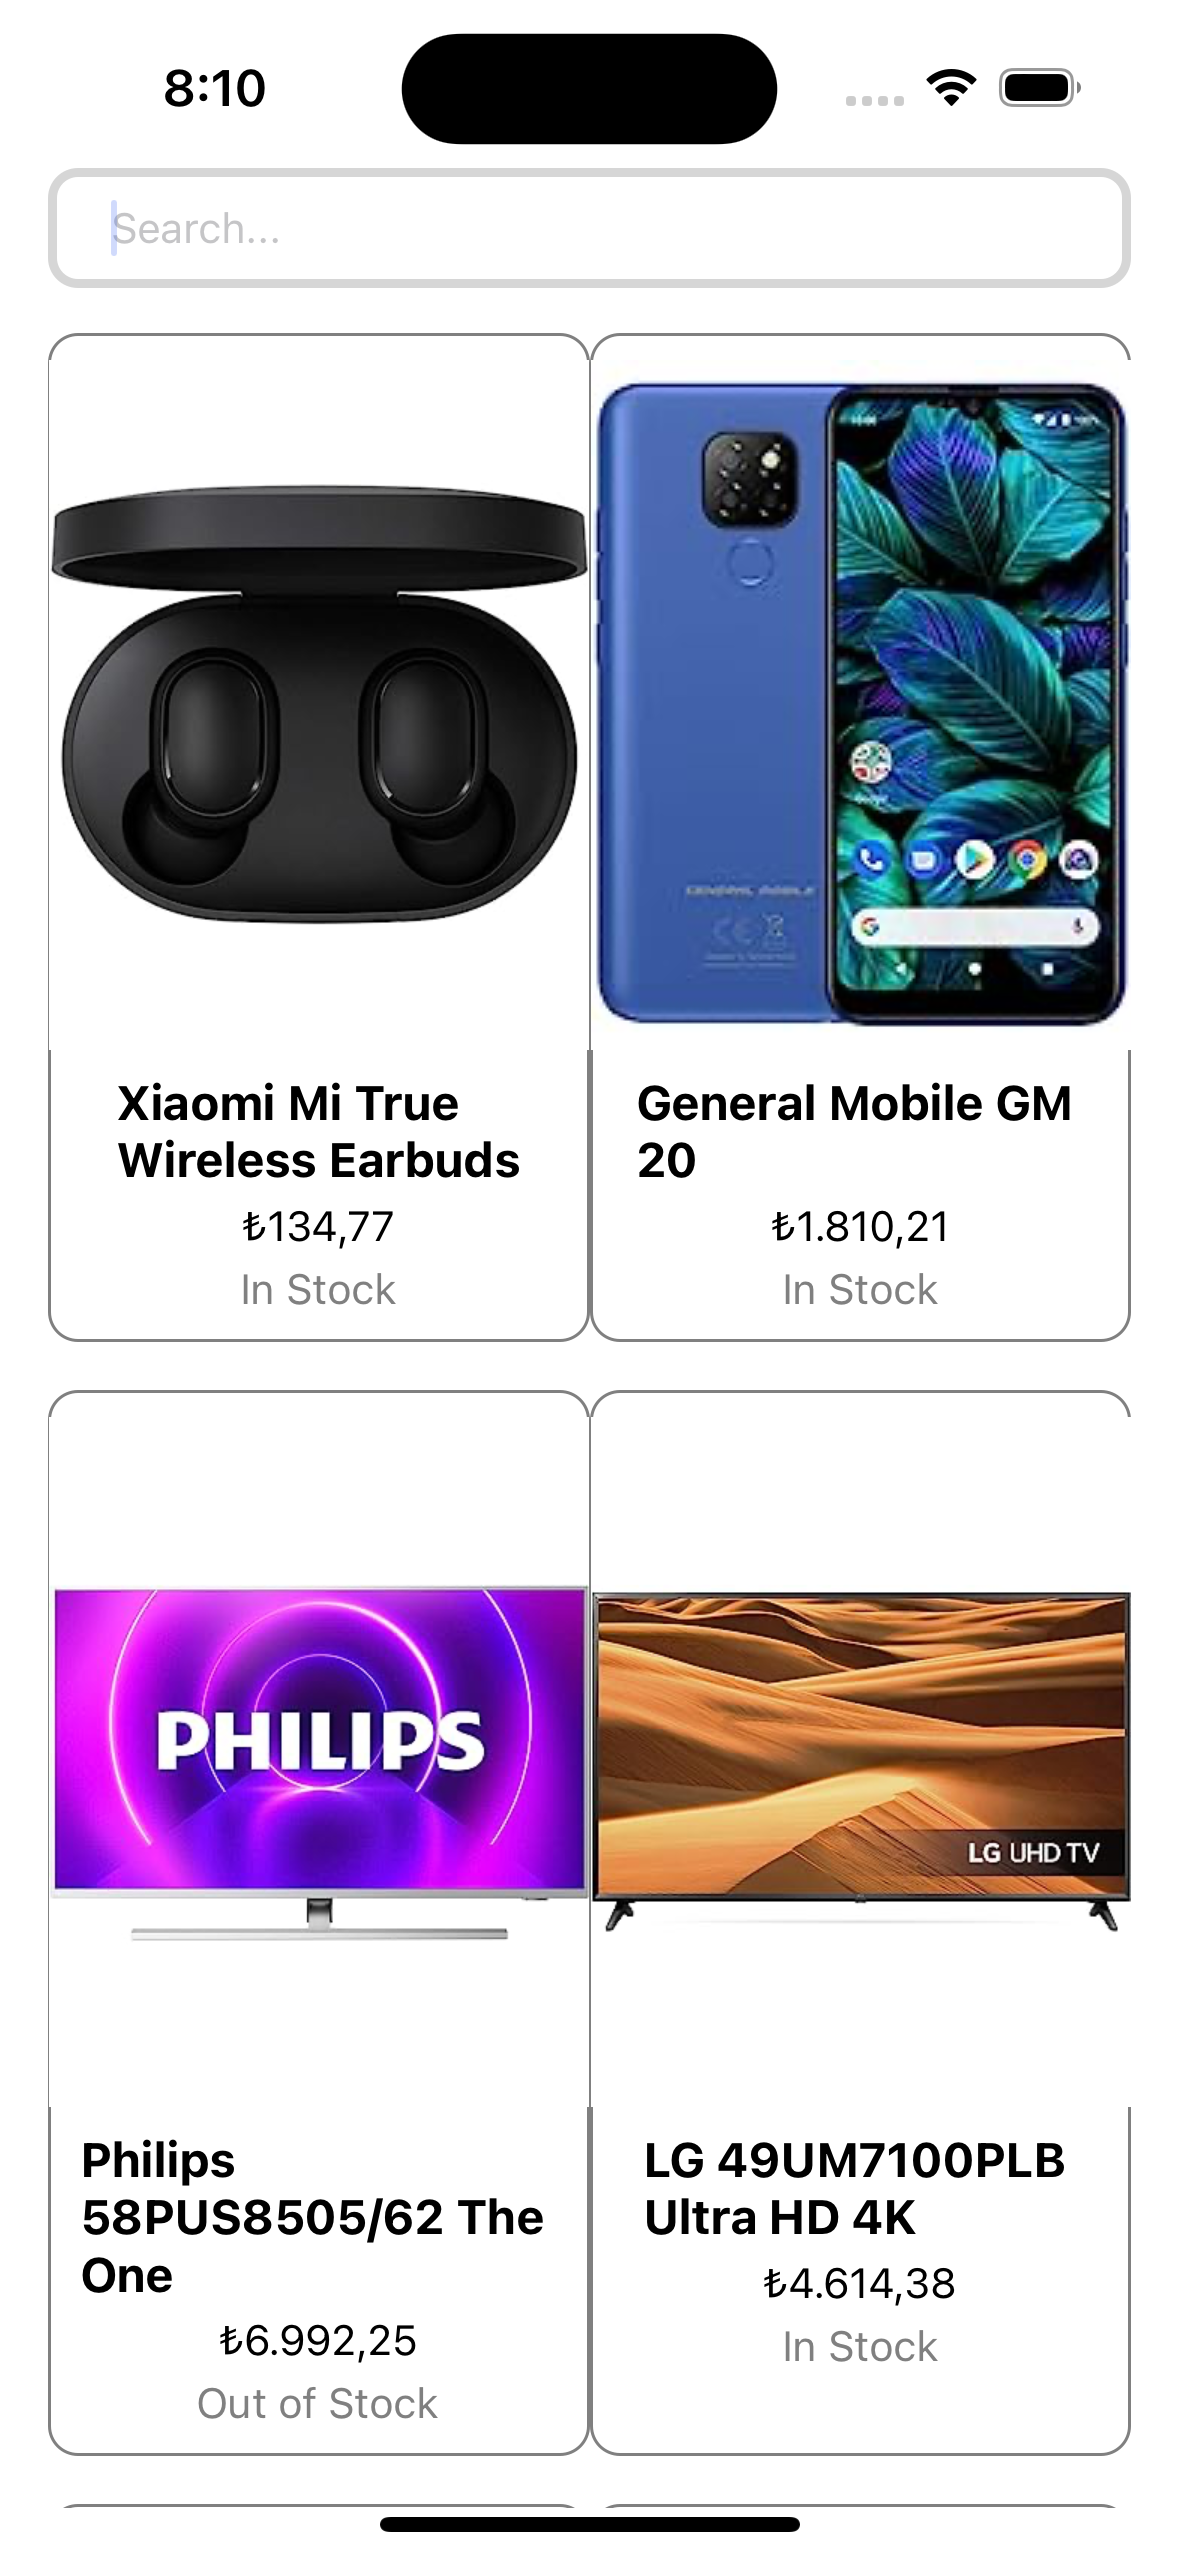 8:10
Search...
GENERAL MOBILE
Xiaomi Mi True
Wireless Earbuds
₺134,77
In Stock
General Mobile GM
20
₺1.810,21
In Stock
PHILIPS
LG UHD TV
Philips
58PUS8505/62 The
One
₺6.992,25
Out of Stock
LG 49UM7100PLB
Ultra HD 4K
₺4.614,38
In Stock